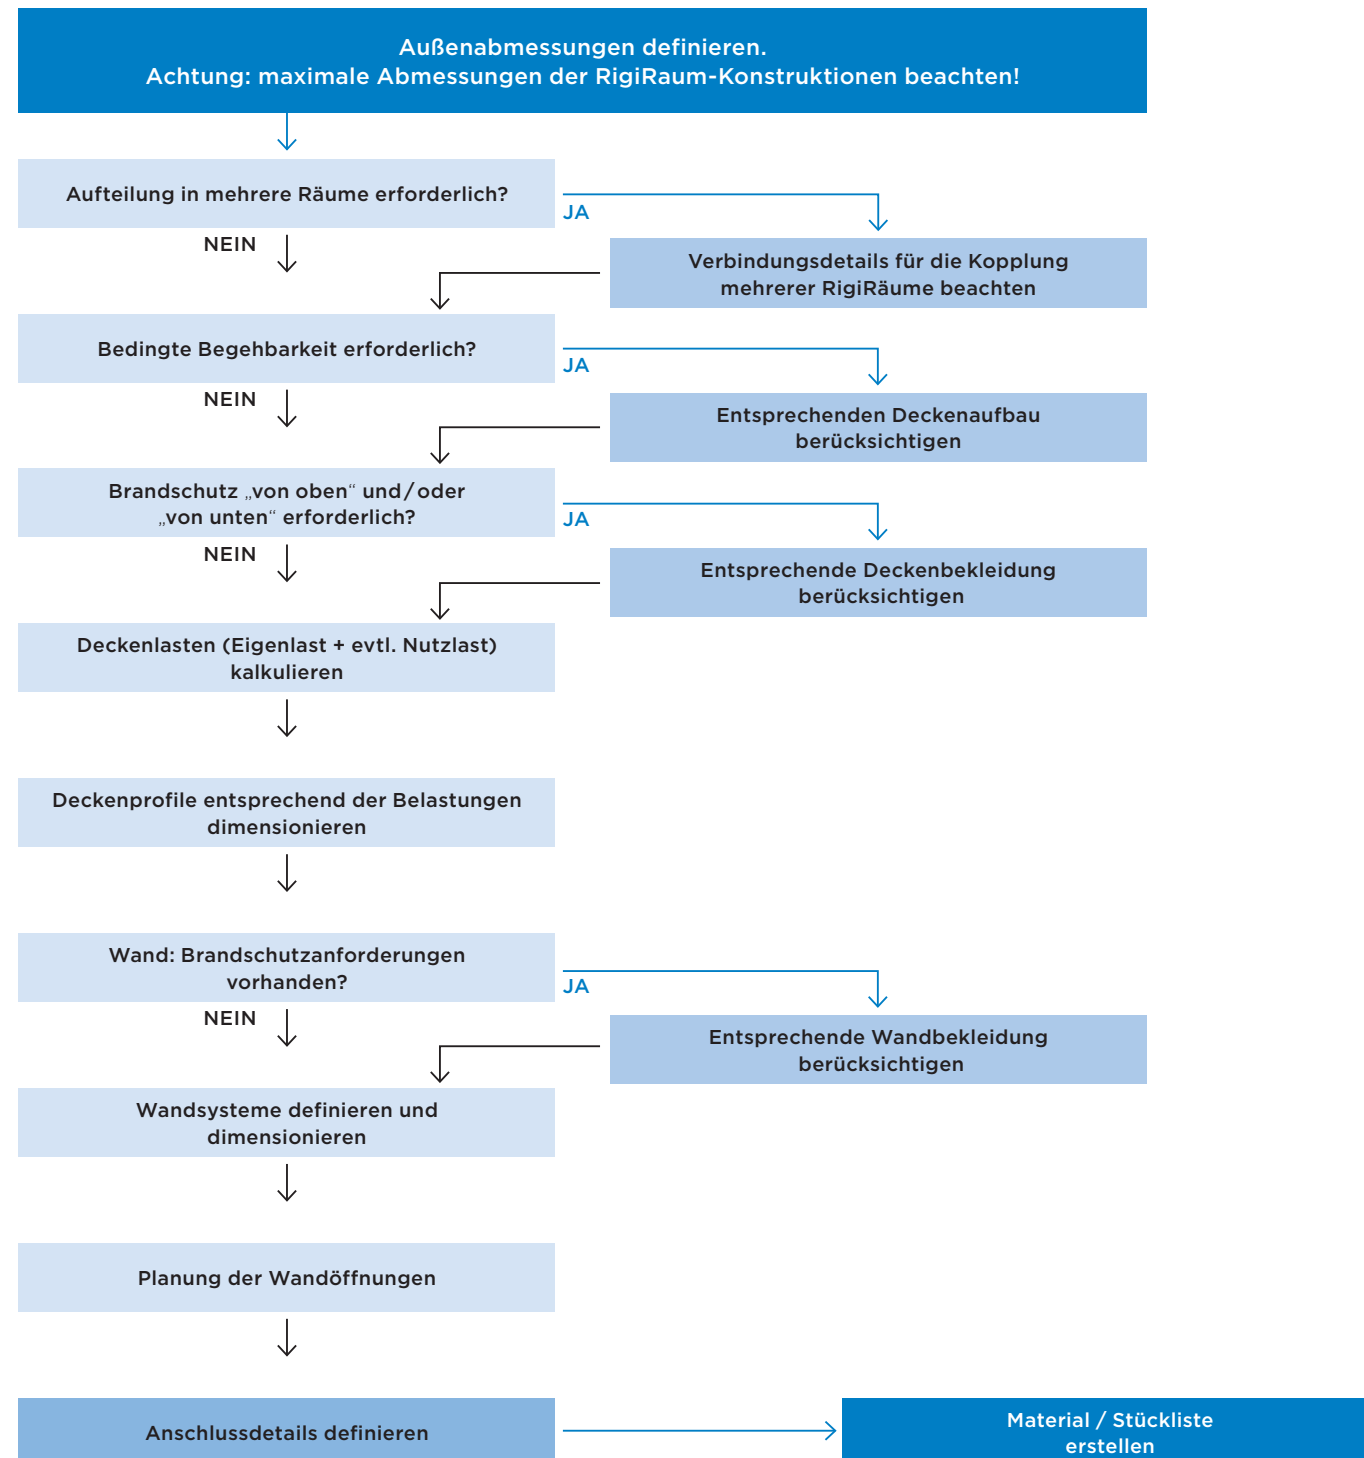 Außenabmessungen definieren.
Achtung: maximale Abmessungen der RigiRaum-Konstruktionen beachten!
Aufteilung in mehrere Räume erforderlich?
JA
NEIN
Verbindungsdetails für die Kopplung
mehrerer RigiRäume beachten
Bedingte Begehbarkeit erforderlich?
JA
NEIN
Entsprechenden Deckenaufbau
berücksichtigen
Brandschutz „von oben“ und/oder
„von unten“ erforderlich?
JA
NEIN
Entsprechende Deckenbekleidung
berücksichtigen
Deckenlasten (Eigenlast + evtl. Nutzlast)
kalkulieren
Deckenprofile entsprechend der Belastungen
dimensionieren
Wand: Brandschutzanforderungen
vorhanden?
JA
NEIN
Entsprechende Wandbekleidung
berücksichtigen
Wandsysteme definieren und
dimensionieren
Planung der Wandöffnungen
Anschlussdetails definieren
Material / Stückliste
erstellen